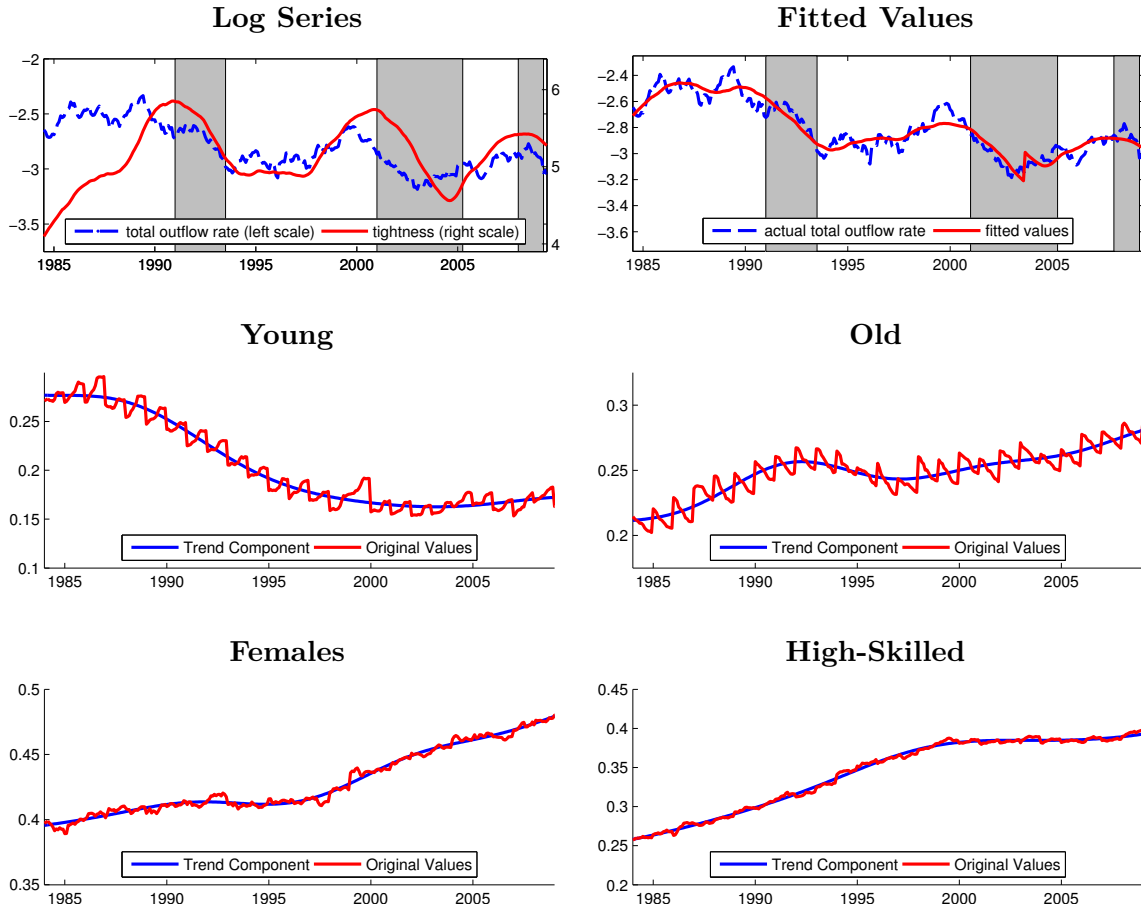 Log Series
−2
−2.5
−3
−3.5
6
5
4
total outflow rate (left scale) tightness (right scale)
1985 1990 1995 2000 2005
Fitted Values
−2.4
−2.6
−2.8
−3
−3.2
−3.4
−3.6
actual total outflow rate fitted values
1985 1990 1995 2000 2005
Young
0.25
0.2
0.15
0.1
Trend Component Original Values
1985 1990 1995 2000 2005
Old
0.3
0.25
0.2
Trend Component Original Values
1985 1990 1995 2000 2005
Females
0.5
0.45
0.4
0.35
Trend Component Original Values
1985 1990 1995 2000 2005
High-Skilled
0.45
0.4
0.35
0.3
0.25
0.2
Trend Component Original Values
1985 1990 1995 2000 2005